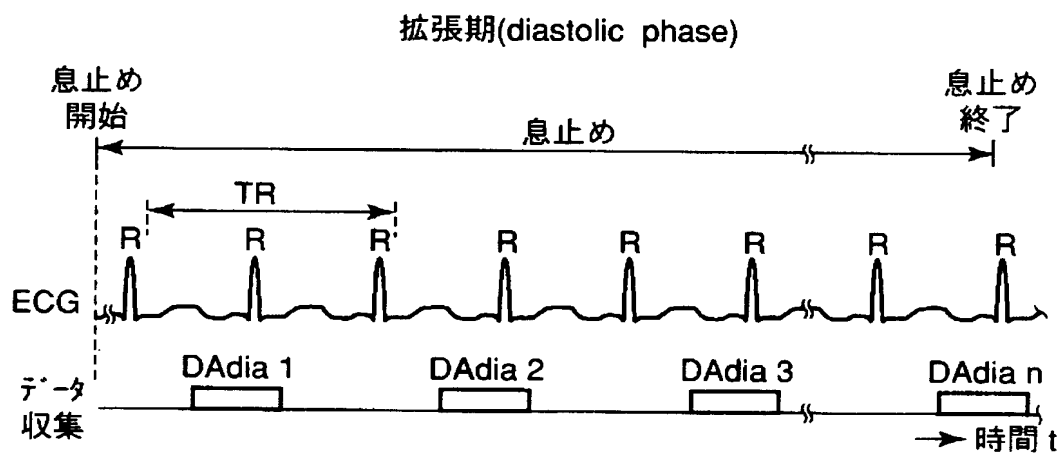 拡張期(diastolic phase)
息止め
開始
息止め
息止め
終了
TR
R R R' R R R R R
ECG
DAdia 1 DAdia 2 DAdia 3 DAdia n
データ
収集
時間 t